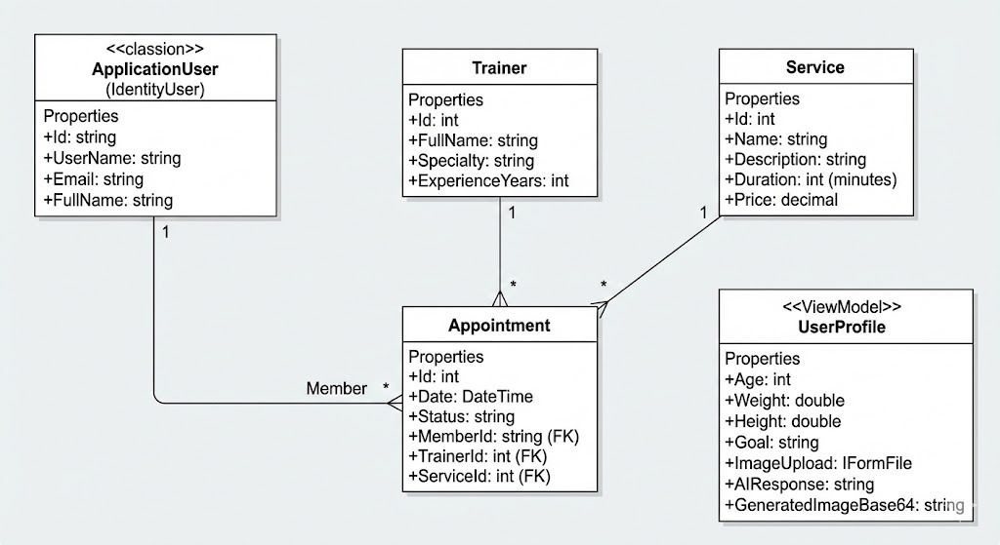 <<classion>>
ApplicationUser
(IdentityUser)
Properties
+Id: string
+UserName: string
+Email: string
+FullName: string
1
Trainer
Properties
+Id: int
+FullName: string
+Specialty: string
+ExperienceYears: int
1
*
Service
Properties
+Id: int
+Name: string
+Description: string
+Duration: int (minutes)
+Price: decimal
1
*
Member *
Appointment
Properties
+Id: int
+Date: DateTime
+Status: string
+MemberId: string (FK)
+TrainerId: int (FK)
+ServiceId: int (FK)
<<ViewModel>>
UserProfile
Properties
+Age: int
+Weight: double
+Height: double
+Goal: string
+ImageUpload: IFormFile
+AIResponse: string
+GeneratedImageBase64: string